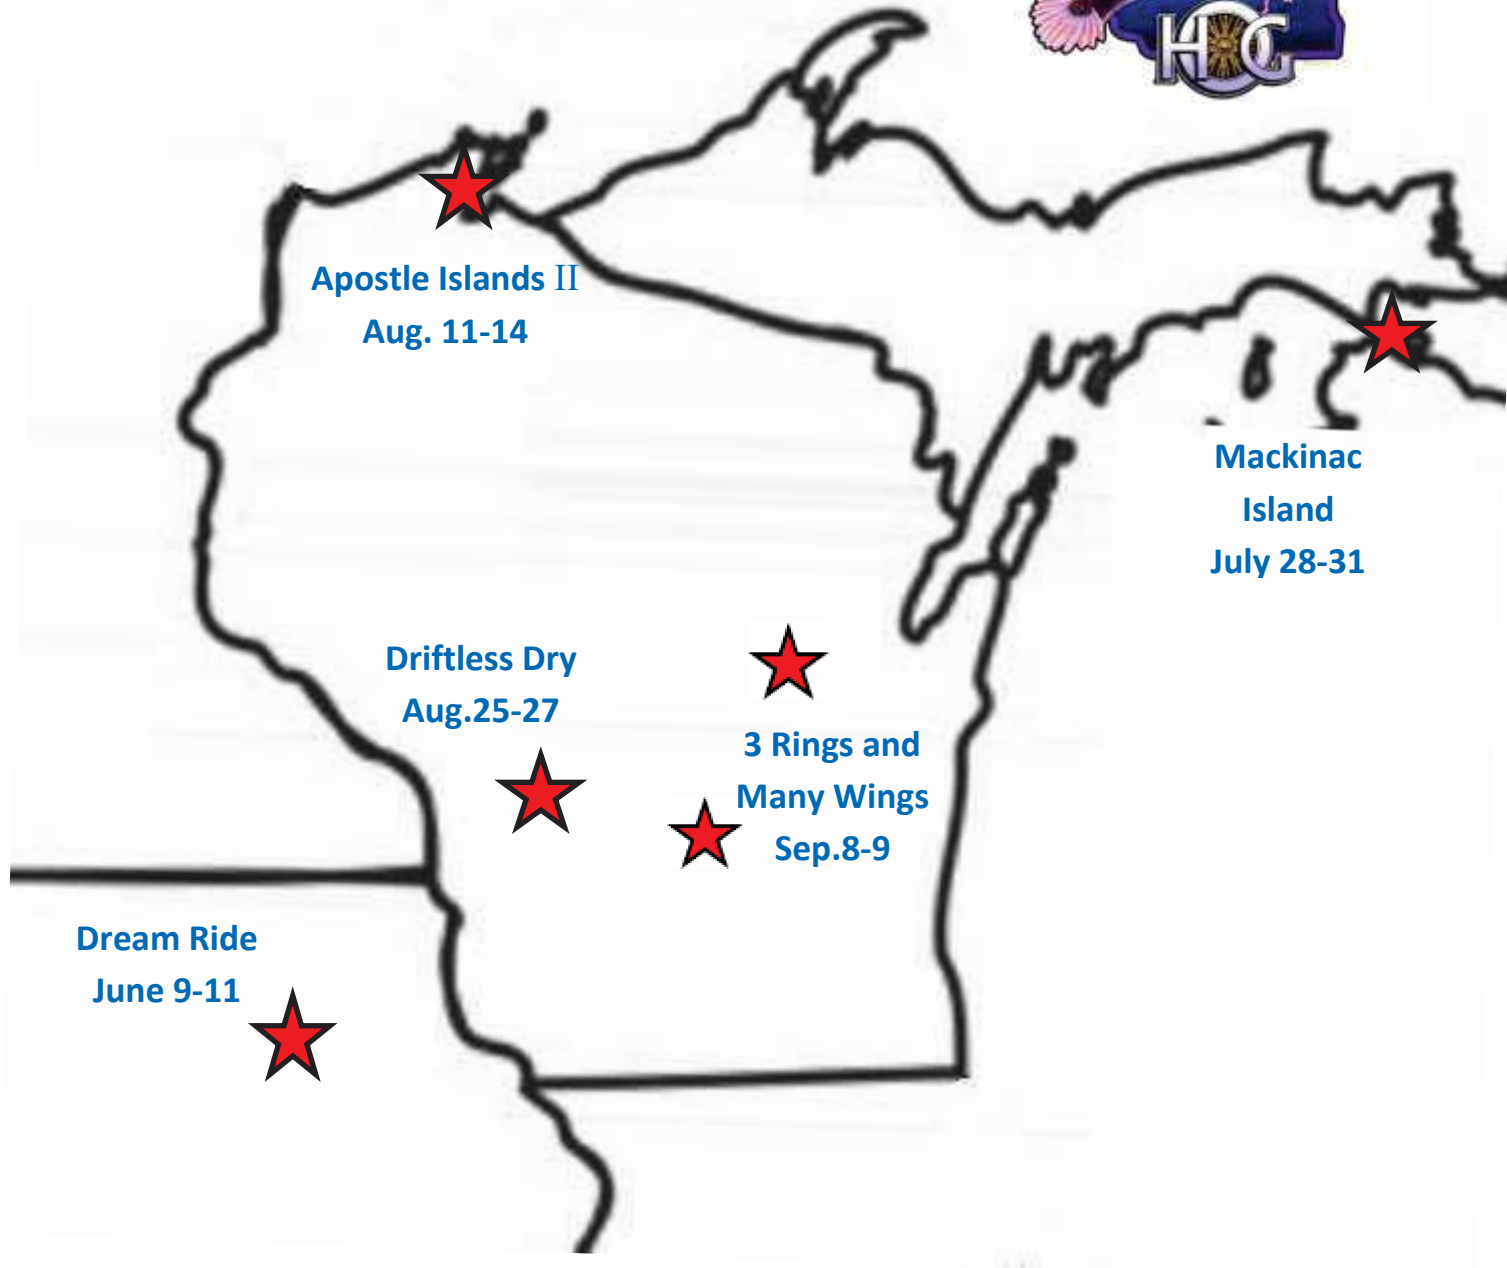 HOG
Apostle Islands II
Aug. 11-14
Mackinac
Island
July 28-31
Driftless Dry
Aug.25-27
3 Rings and
Many Wings
Sep.8-9
Dream Ride
June 9-11